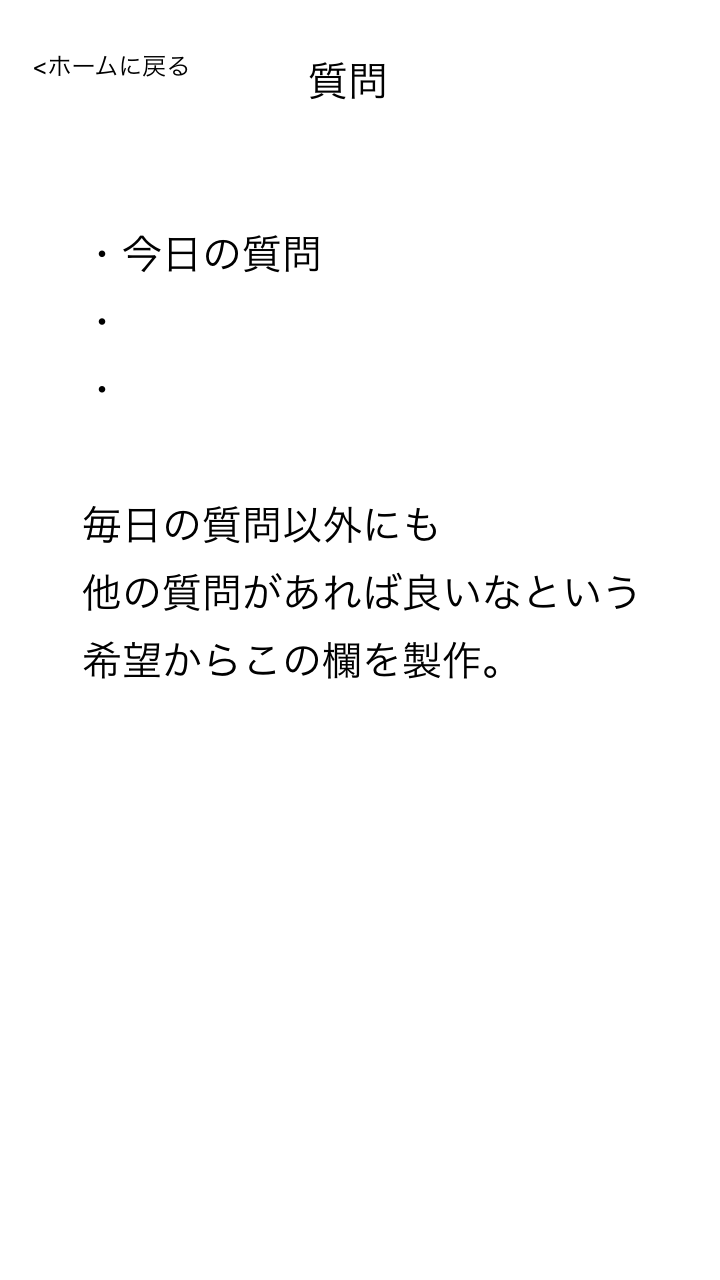 <ホームに戻る
質問
・今日の質問
・
・
毎日の質問以外にも
他の質問があれば良いなという
希望からこの欄を製作。